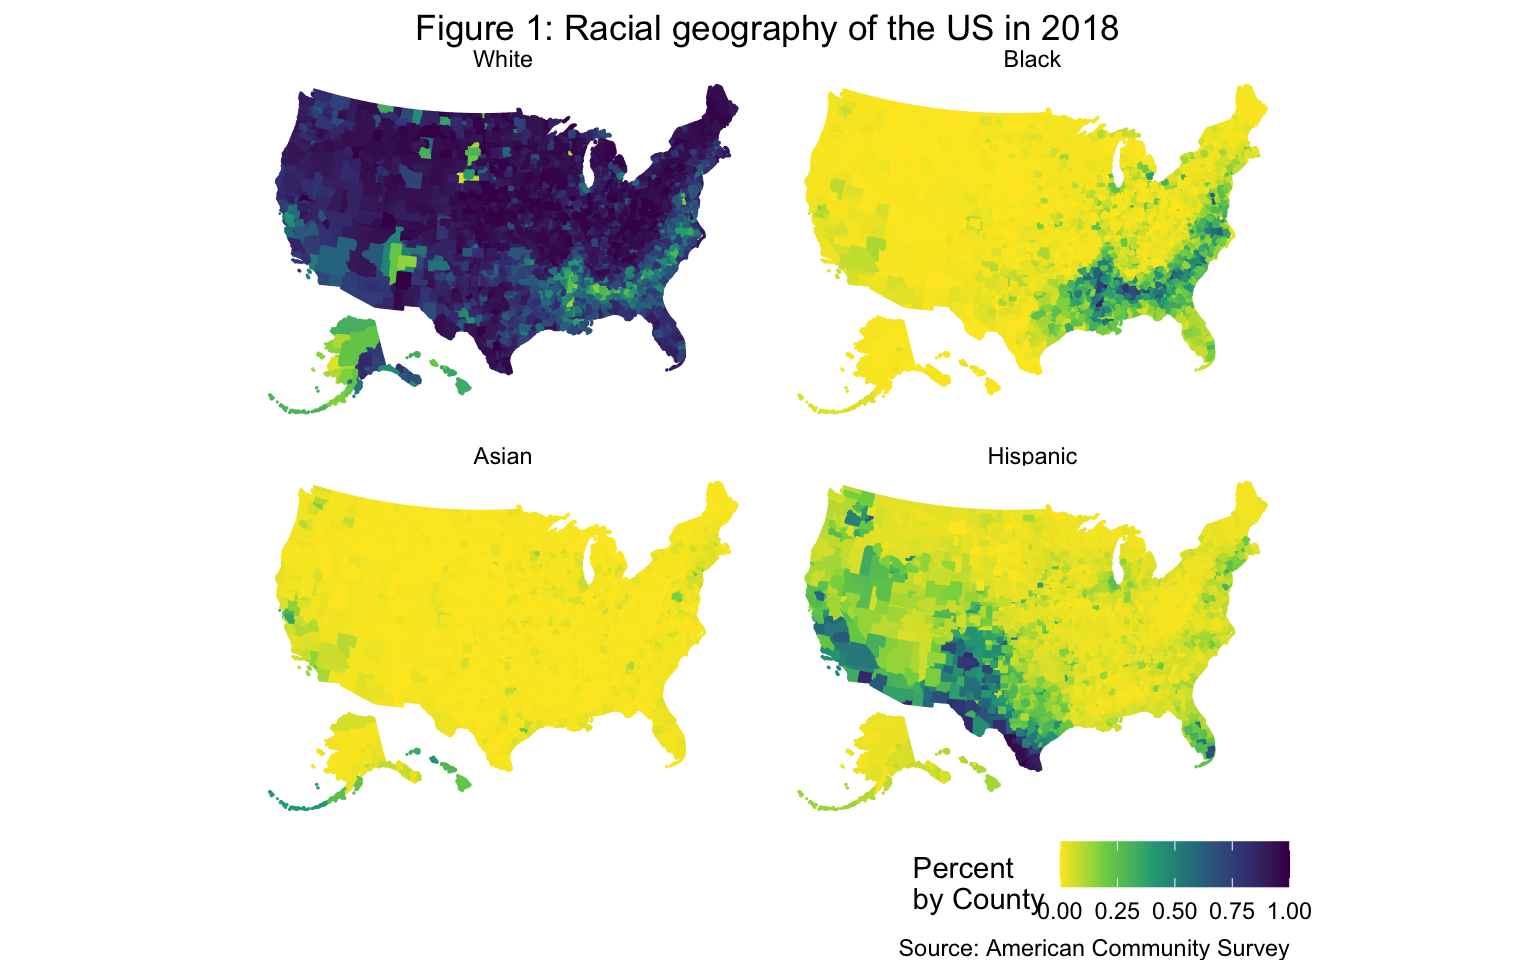 Figure 1: Racial geography of the US in 2018
White
Black
Asian
Hispanic
Percent
by County
0.00 0.25 0.50 0.75 1.00
Source: American Community Survey